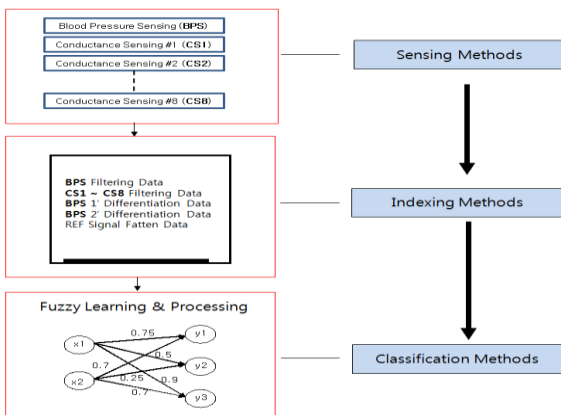 Blood Pressure Sensing (BPS)
Conductance Sensing #1 (CS1)
Conductance Sensing #2 (CS2)
Conductance Sensing #8 (CS8)
Sensing Methods
BPS Filtering Data
CS1 ~ CS8 Filtering Data
BPS 1' Differentiation Data
BPS 2' Differentiation Data
REF Signal Fatten Data
Indexing Methods
Fuzzy Learning & Processing
x1
x2
0.75
0.5
0.7
0.25
0.9
0.7
y1
y2
y3
Classification Methods